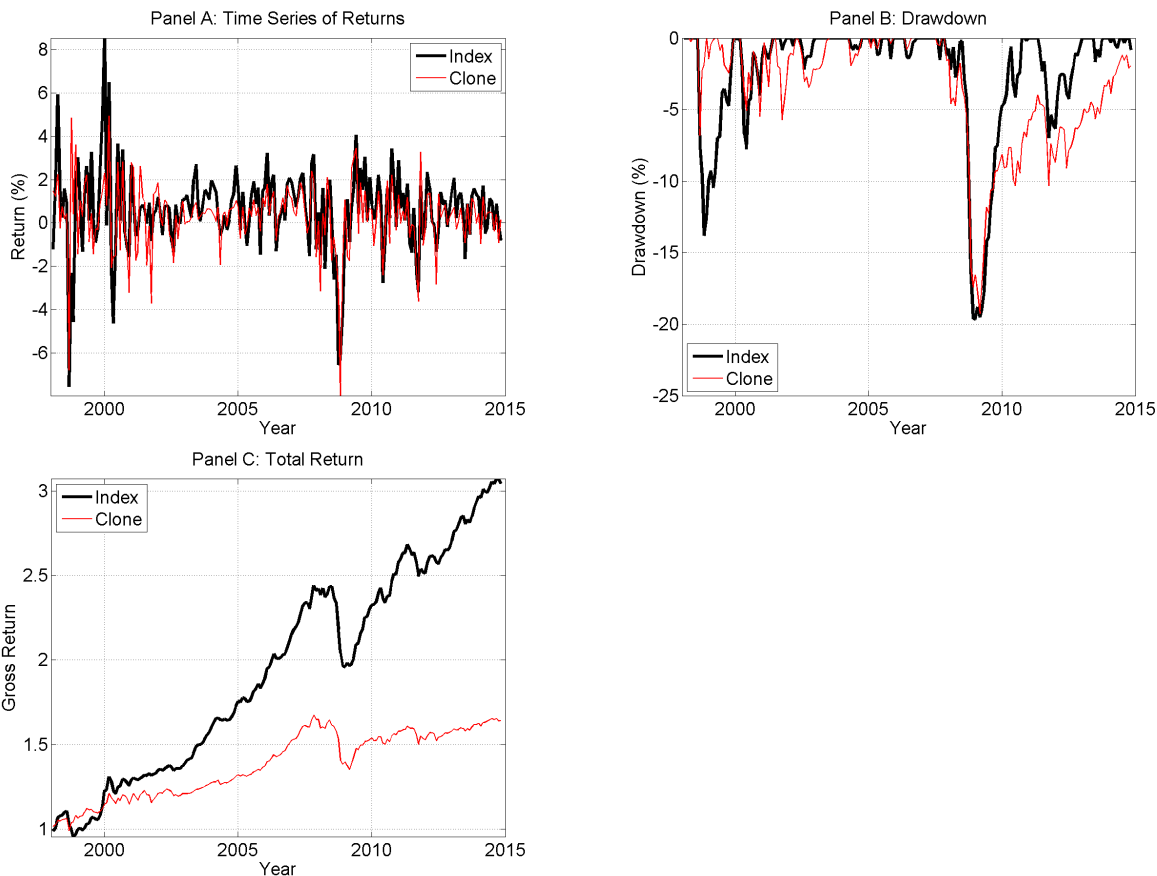 Panel A: Time Series of Returns
8
6
4
2
0
-2
-4
-6
Return (%)
Index
Clone
2000
2005
2010
2015
Year
Panel B: Drawdown
0
-5
-10
-15
-20
-25
Drawdown (%)
Index
Clone
2000
2005
2010
2015
Year
Panel C: Total Return
3
2.5
2
1.5
1
Gross Return
Index
Clone
2000
2005
2010
2015
Year